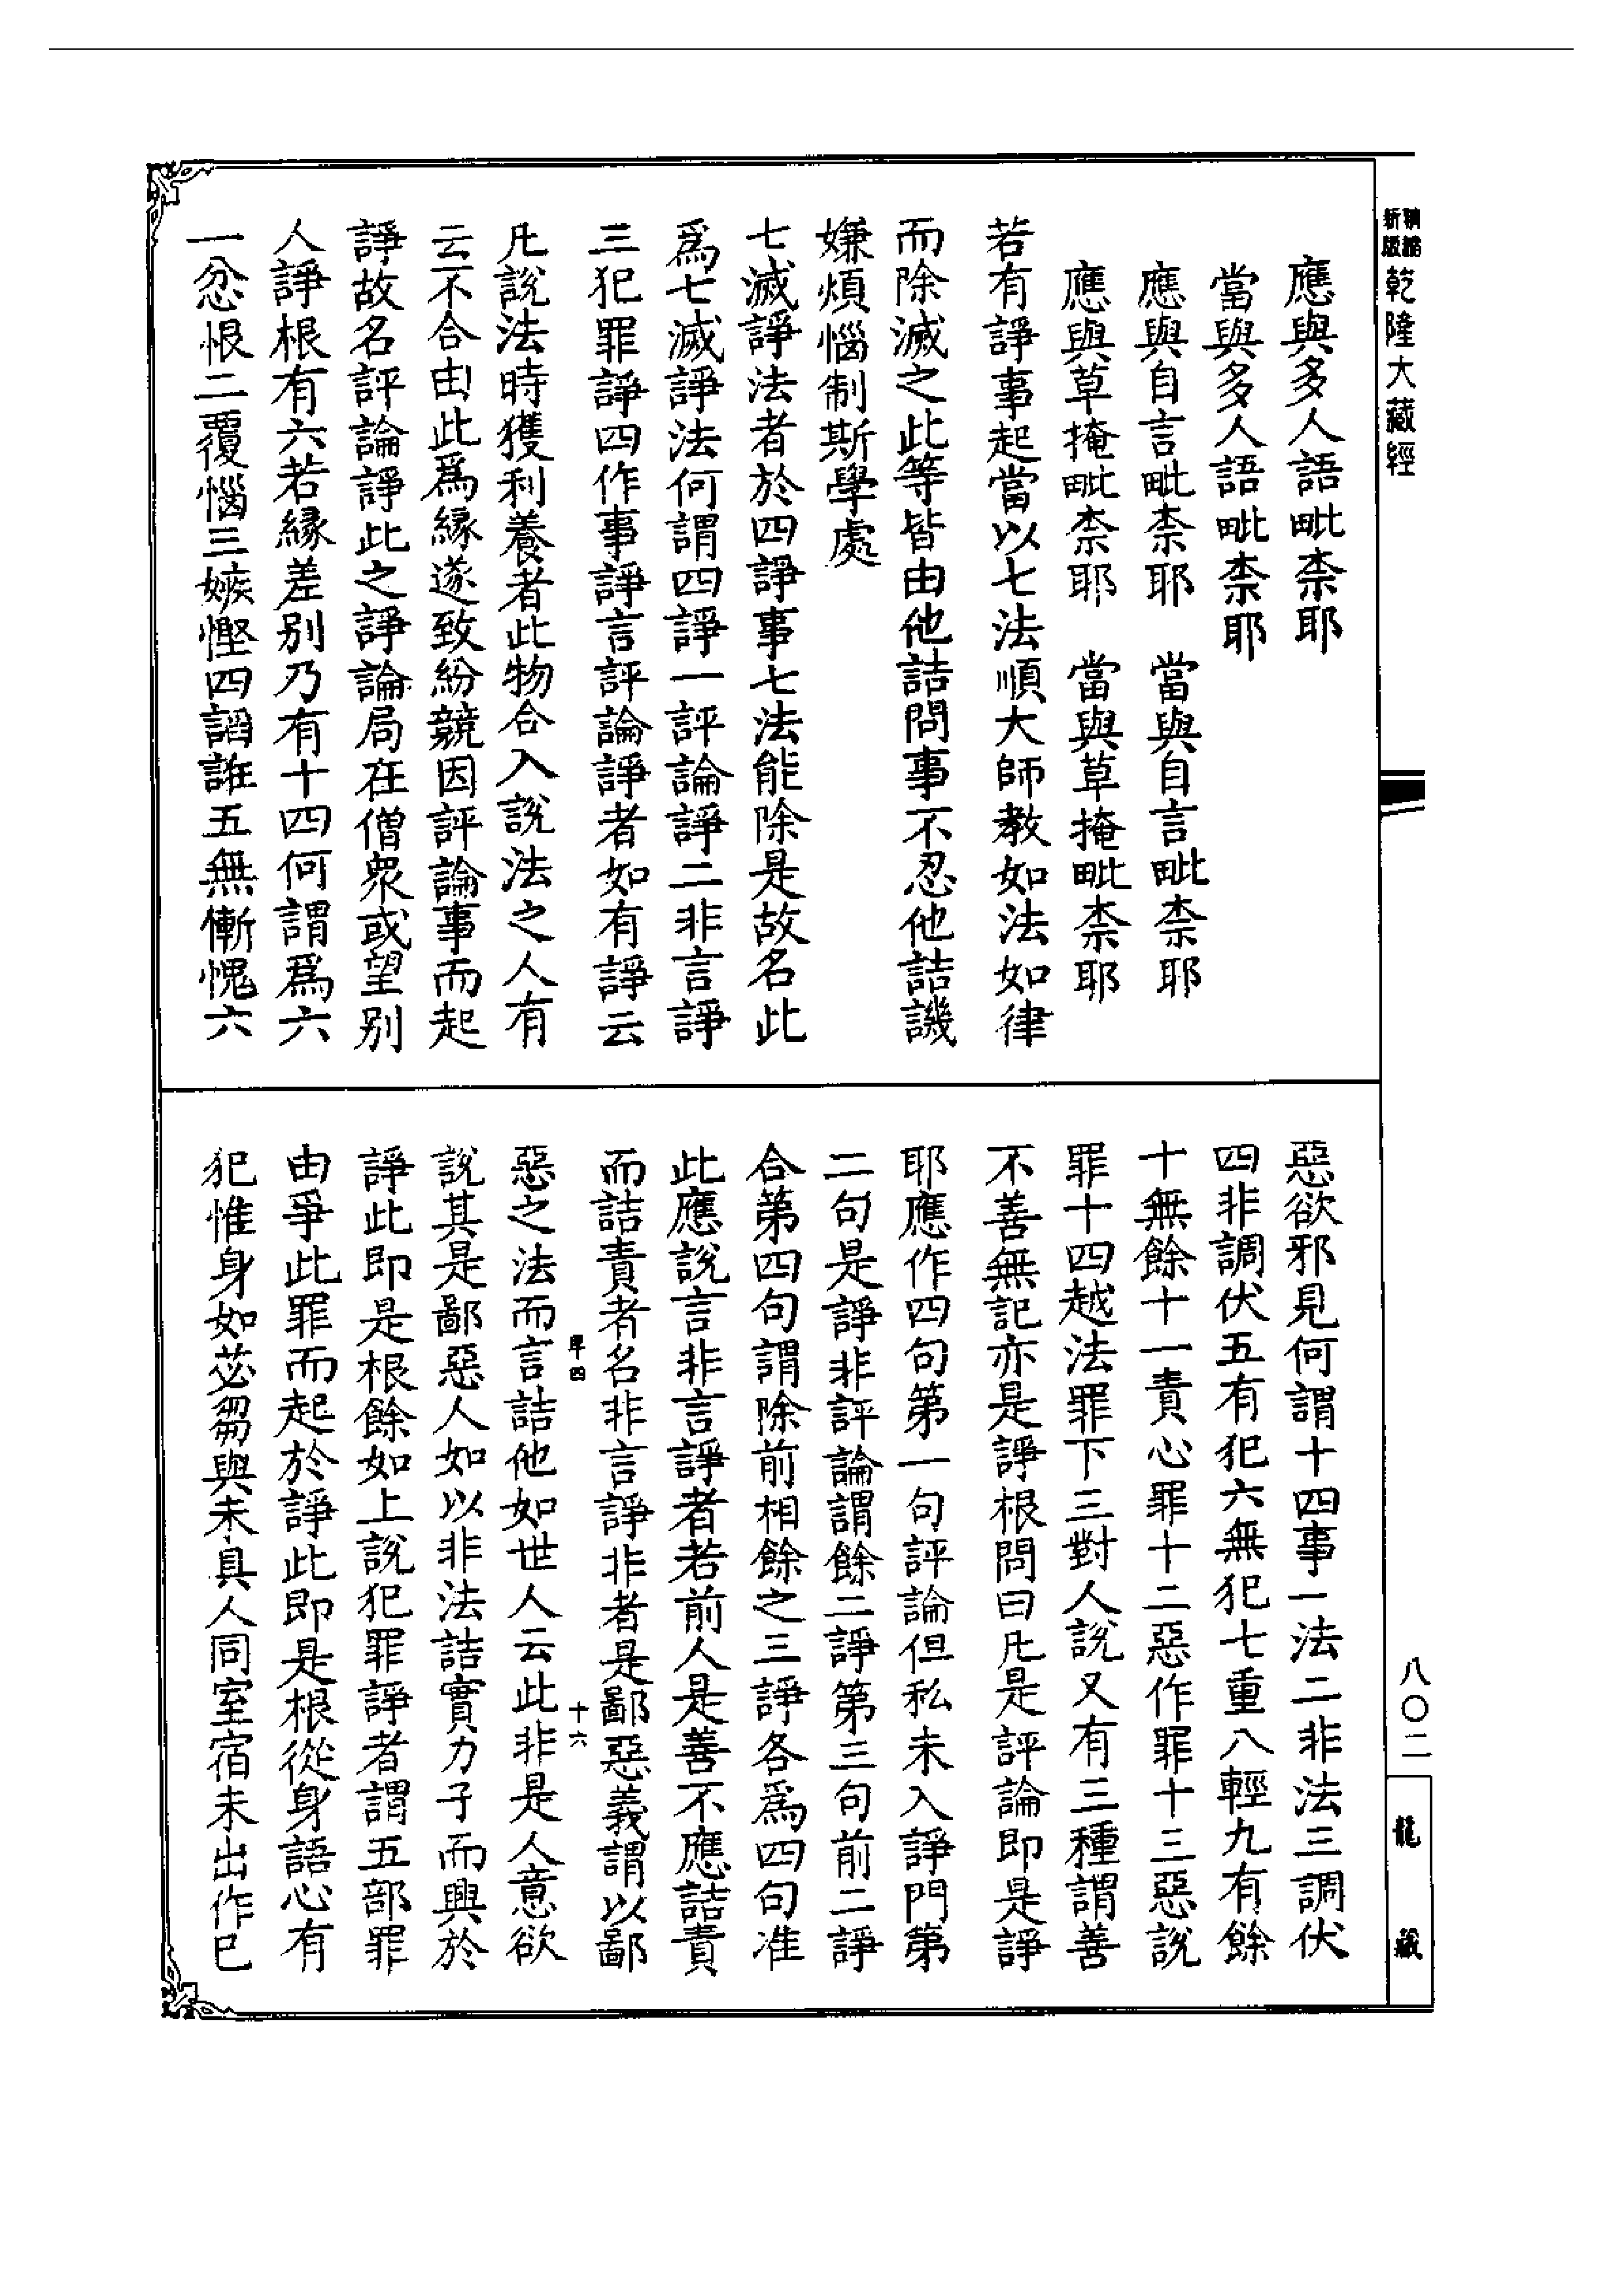 新版
精縮
乾隆大藏經
應與多人語毗柰耶
當與多人語毗柰耶
應與自言毗柰耶　當與自言毗柰耶
應與草掩毗柰耶　當與草掩毗柰耶
若有諍事起當以七法順大師教如法如律
而除滅之此等皆由他詰問事不忍他詰譏
嫌煩惱制斯學處
七滅諍法者於四諍事七法能除是故名此
爲七滅諍法何謂四諍一評論諍二非言諍
三犯罪諍四作事諍言評論諍者如有諍云
凡說法時獲利養者此物合入說法之人有
云不合由此爲緣遂致紛競因評論事而起
諍故名評論諍此之諍論局在僧衆或望别
人諍根有六若緣差别乃有十四何謂爲六
一忿恨二覆惱三嫉慳四謟誑五無慚愧六
惡欲邪見何謂十四事一法二非法三調伏
四非調伏五有犯六無犯七重八輕九有餘
十無餘十一責心罪十二惡作罪十三惡說
罪十四越法罪下三對人說又有三種謂善
不善無記亦是諍根問曰凡是評論即是諍
耶應作四句第一句評論但私未入諍門第
二句是諍非評論謂餘二諍第三句前二諍
合第四句謂除前相餘之三諍各爲四句准
此應說言非言諍者若前人是善不應詰責
而詰責者名非言諍非者是鄙惡義謂以鄙
惡之法而言詰他如世人云此非是人意欲
說其是鄙惡人如以非法詰實力子而興於
諍此即是根餘如上說犯罪諍者謂五部罪
由爭此罪而起於諍此即是根從身語心有
犯惟身如苾芻與未具人同室宿未出作已
十六
八〇二
龍藏